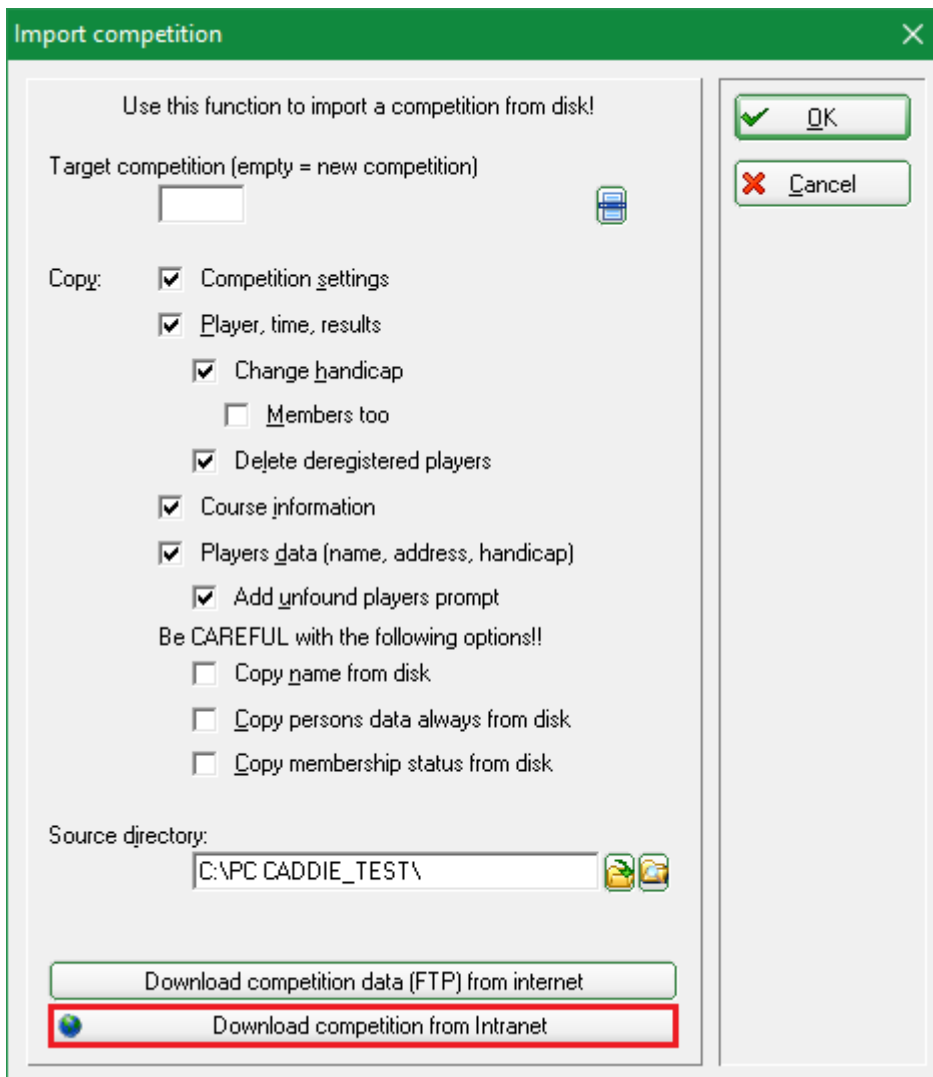 Import competition
Use this function to import a competition from disk!
OK
Target competition (empty = new competition)
Cancel
Copy: Competition settings
Player, time, results
Change handicap
Members too
Delete deregistered players
Course information
Players data (name, address, handicap)
Add unfound players prompt
Be CAREFUL with the following options!!
Copy name from disk
Copy persons data always from disk
Copy membership status from disk
Source directory:
C:\PC CADDIE_TEST\
Download competition data (FTP) from internet
Download competition from Intranet